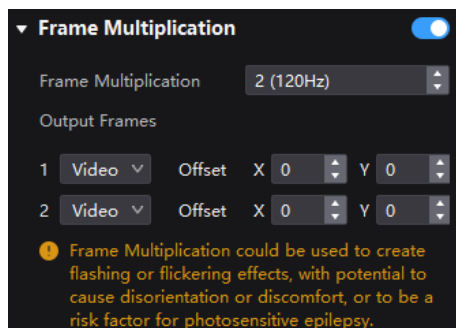 Frame Multiplication
Frame Multiplication 2 (120Hz)
Output Frames
1 Video Offset X 0 Y 0
2 Video Offset X 0 Y 0
Frame Multiplication could be used to create
flashing or flickering effects, with potential to
cause disorientation or discomfort, or to be a
risk factor for photosensitive epilepsy.